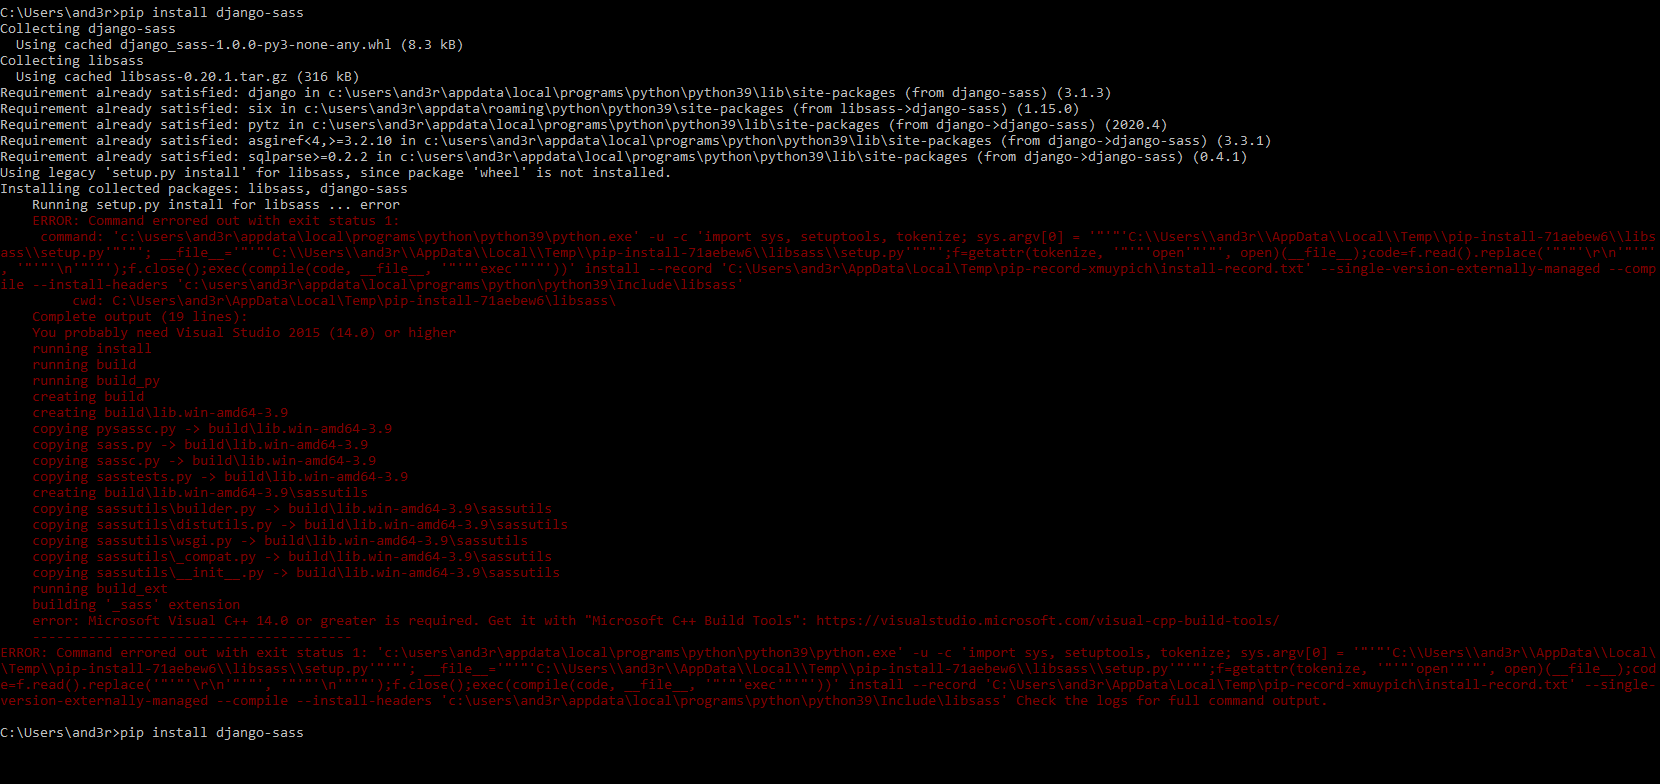 C:\Users\and3r>pip install django-sass
Collecting django-sass
  Using cached django_sass-1.0.0-py3-none-any.whl (8.3 kB)
Collecting libsass
  Using cached libsass-0.20.1.tar.gz (316 kB)
Requirement already satisfied: django in c:\users\and3r\appdata\local\programs\python\python39\lib\site-packages (from django-sass) (3.1.3)
Requirement already satisfied: six in c:\users\and3r\appdata\roaming\python\python39\site-packages (from libsass->django-sass) (1.15.0)
Requirement already satisfied: pytz in c:\users\and3r\appdata\local\programs\python\python39\lib\site-packages (from django->django-sass) (2020.4)
Requirement already satisfied: asgiref<4,>=3.2.10 in c:\users\and3r\appdata\local\programs\python\python39\lib\site-packages (from django->django-sass) (3.3.1)
Requirement already satisfied: sqlparse>=0.2.2 in c:\users\and3r\appdata\local\programs\python\python39\lib\site-packages (from django->django-sass) (0.4.1)
Using legacy 'setup.py install' for libsass, since package 'wheel' is not installed.
Installing collected packages: libsass, django-sass
    Running setup.py install for libsass ... error
    ERROR: Command errored out with exit status 1:
     command: 'c:\users\and3r\appdata\local\programs\python\python39\python.exe' -u -c 'import sys, setuptools, tokenize; sys.argv[0] = '"'"'C:\\Users\\and3r\\AppData\\Local\\Temp\\pip-install-71aebew6\\libs
ass\\setup.py'"'"'; __file__='"'"'C:\\Users\\and3r\\AppData\\Local\\Temp\\pip-install-71aebew6\\libsass\\setup.py'"'"';f=getattr(tokenize, '"'"'open'"'"', open)(__file__);code=f.read().replace('"'"'\r\n'"'"'
, '"'"'\n'"'"');f.close();exec(compile(code, __file__, '"'"'exec'"'"'))' install --record 'C:\Users\and3r\AppData\Local\Temp\pip-record-xmuypich\install-record.txt' --single-version-externally-managed --comp
ile --install-headers 'c:\users\and3r\appdata\local\programs\python\python39\Include\libsass'
         cwd: C:\Users\and3r\AppData\Local\Temp\pip-install-71aebew6\libsass\
    Complete output (19 lines):
    You probably need Visual Studio 2015 (14.0) or higher
    running install
    running build
    running build_py
    creating build
    creating build\lib.win-amd64-3.9
    copying pysassc.py -> build\lib.win-amd64-3.9
    copying sass.py -> build\lib.win-amd64-3.9
    copying sassc.py -> build\lib.win-amd64-3.9
    copying sasstests.py -> build\lib.win-amd64-3.9
    creating build\lib.win-amd64-3.9\sassutils
    copying sassutils\builder.py -> build\lib.win-amd64-3.9\sassutils
    copying sassutils\distutils.py -> build\lib.win-amd64-3.9\sassutils
    copying sassutils\wsgi.py -> build\lib.win-amd64-3.9\sassutils
    copying sassutils\_compat.py -> build\lib.win-amd64-3.9\sassutils
    copying sassutils\__init__.py -> build\lib.win-amd64-3.9\sassutils
    running build_ext
    building '_sass' extension
    error: Microsoft Visual C++ 14.0 or greater is required. Get it with "Microsoft C++ Build Tools": https://visualstudio.microsoft.com/visual-cpp-build-tools/
    ----------------------------------------
ERROR: Command errored out with exit status 1: 'c:\users\and3r\appdata\local\programs\python\python39\python.exe' -u -c 'import sys, setuptools, tokenize; sys.argv[0] = '"'"'C:\\Users\\and3r\\AppData\\Local\
\Temp\\pip-install-71aebew6\\libsass\\setup.py'"'"'; __file__='"'"'C:\\Users\\and3r\\AppData\\Local\\Temp\\pip-install-71aebew6\\libsass\\setup.py'"'"';f=getattr(tokenize, '"'"'open'"'"', open)(__file__);cod
e=f.read().replace('"'"'\r\n'"'"', '"'"'\n'"'"');f.close();exec(compile(code, __file__, '"'"'exec'"'"'))' install --record 'C:\Users\and3r\AppData\Local\Temp\pip-record-xmuypich\install-record.txt' --single-
version-externally-managed --compile --install-headers 'c:\users\and3r\appdata\local\programs\python\python39\Include\libsass' Check the logs for full command output.
C:\Users\and3r>pip install django-sass